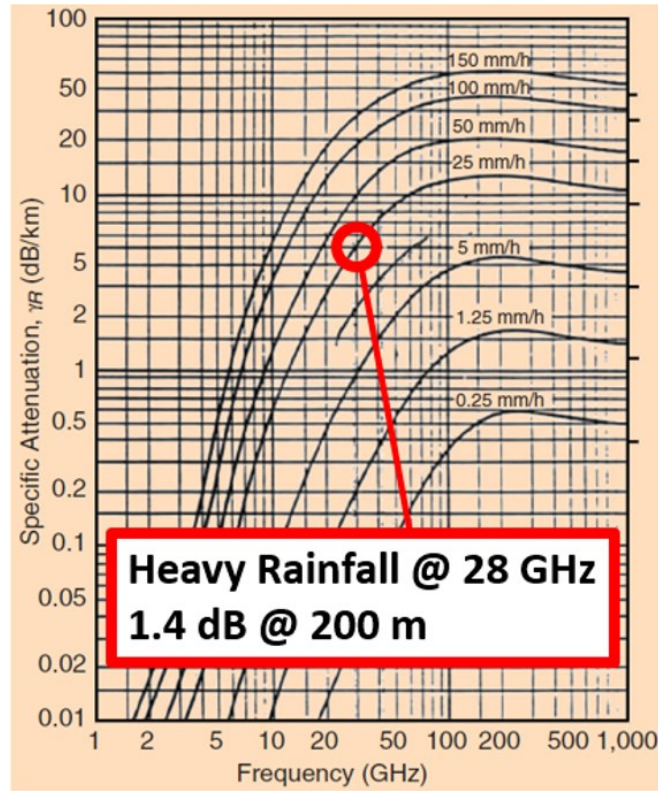 100
50
20
10
5
2
1
0.5
0.2
0.1
0.05
0.02
0.01
Specific Attenuation, γR (dB/km)
150 mm/h
100 mm/h
50 mm/h
25 mm/h
5 mm/h
1.25 mm/h
0.25 mm/h
Heavy Rainfall @ 28 GHz
1.4 dB @ 200 m
1 2 5 10 20 50 100 200 500 1,000
Frequency (GHz)